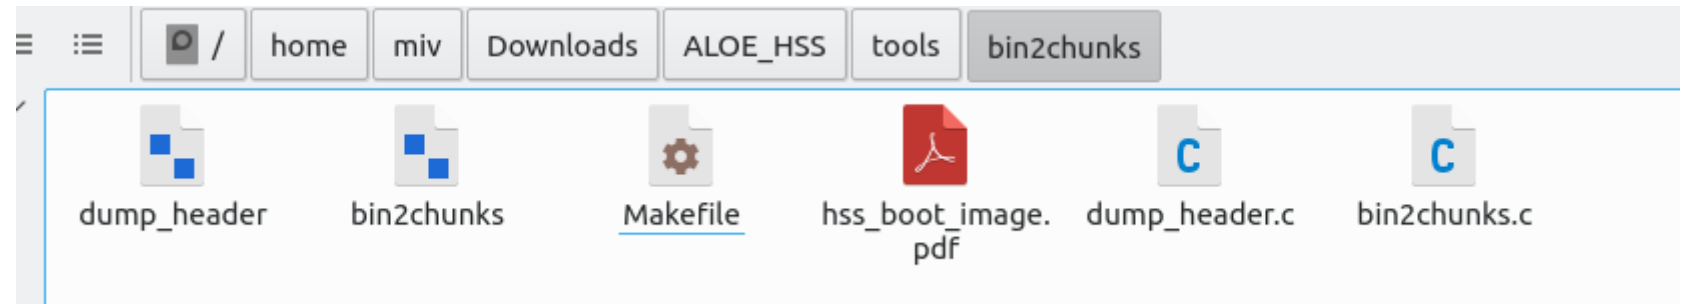 / home miv Downloads ALOE_HSS tools bin2chunks
dump_header bin2chunks Makefile hss_boot_image. dump_header.c bin2chunks.c
pdf